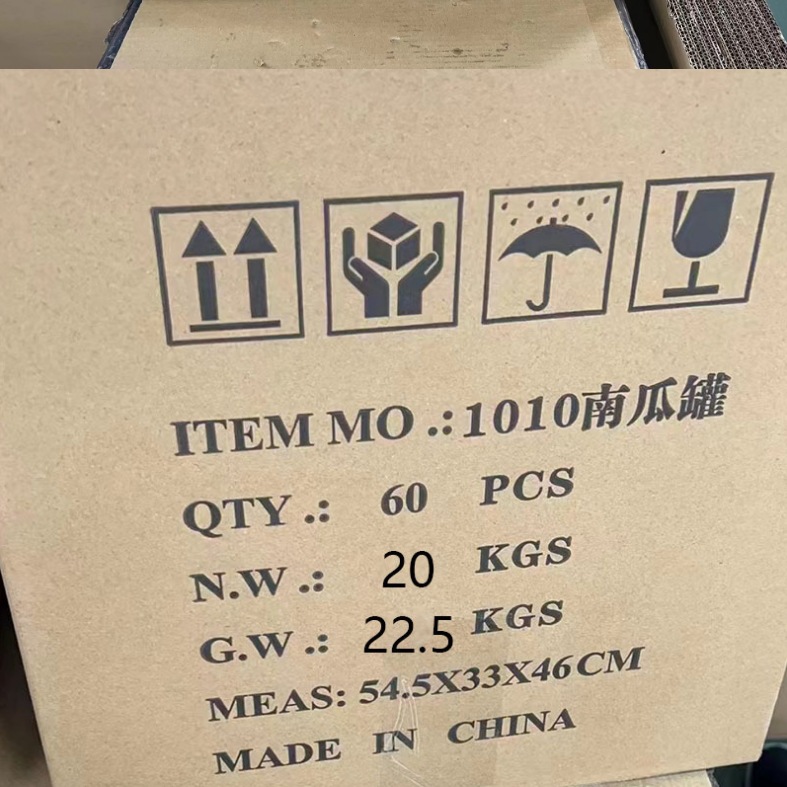 ITEM MO .:1010南瓜罐
QTY .: 60 PCS
N.W .: 20 KGS
G.W .: 22.5 KGS
MEAS: 54.5X33X46CM
MADE IN CHINA